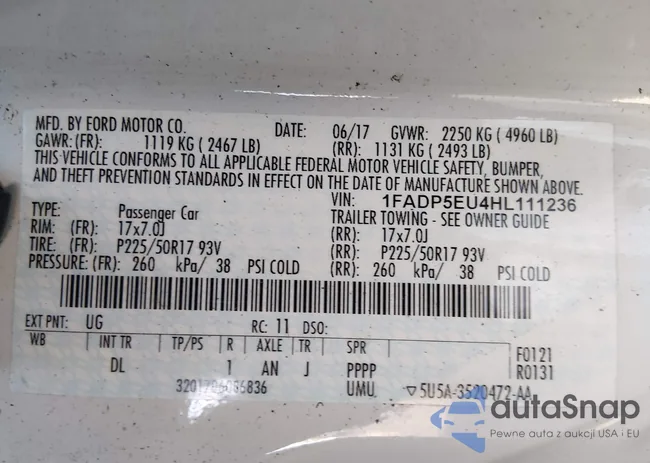 MFD. BY FORD MOTOR CO. DATE: 06/17 GVWR: 2250 KG ( 4960 LB)
GAWR:(FR): 1119 KG ( 2467 LB) (RR): 1131 KG ( 2493 LB)
THIS VEHICLE CONFORMS TO ALL APPLICABLE FEDERAL MOTOR VEHICLE SAFETY, BUMPER,
AND THEFT PREVENTION STANDARDS IN EFFECT ON THE DATE OF MANUFACTURE SHOWN ABOVE.
VIN: 1FADP5EU4HL111236
TYPE: Passenger Car TRAILER TOWING - SEE OWNER GUIDE
RIM: (FR): 17x7.0J (RR): 17x7.0J
TIRE: (FR): P225/50R17 93V (RR): P225/50R17 93V
PRESSURE: (FR): 260 kPa/ 38 PSI COLD (RR): 260 kPa/ 38 PSI COLD
EXT PNT: UG RC: 11 DSO:
WB INT TR TP/PS R AXLE TR SPR F0121
DL 1 AN J PPPP R0131
UMU ▽5U5A-3520472-AA
autaSnap
Pewne auta z aukcji USA i EU